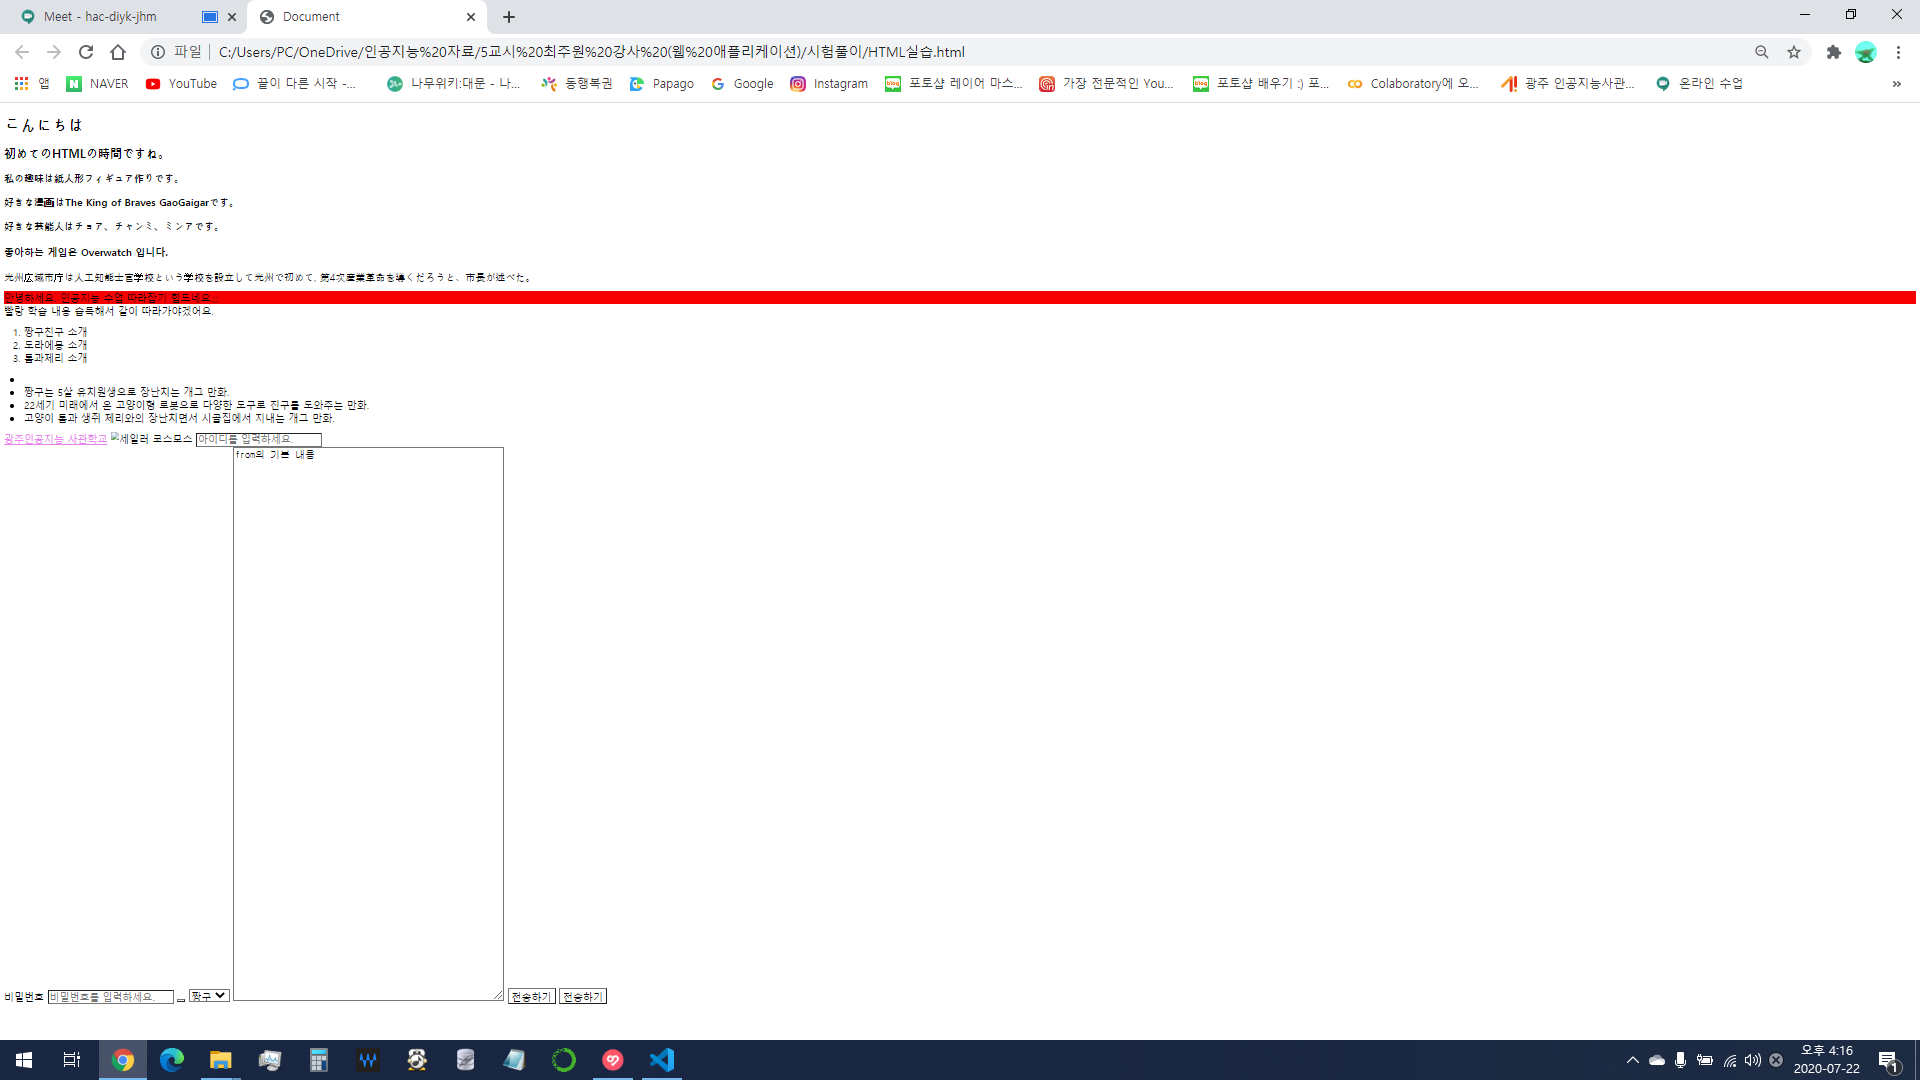 Meet - hac-diyk-jhm
Document
파일
C:/Users/PC/OneDrive/인공지능%20자료/5교시%20최주원%20강사%20(웹%20애플리케이션)/시험풀이/HTML실습.html
앱 NAVER YouTube 끝이 다른 시작 -... 나무위키:대문 - 나... 동행복권 Papago Google Instagram 포토샵 레이어 마스... 가장 전문적인 You... 포토샵 배우기 :) 포... Colaboratory에 오... 광주 인공지능사관... 온라인 수업 »
こんにちは
初めてのHTMLの時間ですね。
私の趣味は紙人形フィギュア作りです。
好きな漫画はThe King of Braves GaoGaigarです。
好きな芸能人はチョア、チャンミ、ミンアです。
좋아하는 게임은 Overwatch 입니다.
光州広域市庁は人工知能士官学校という学校を設立して光州で初めて, 第4次産業革命を導くだろうと、市長が述べた。
안녕하세요. 인공지능 수업 따라잡기 힘드네요.
빨랑 학습 내용 습득해서 같이 따라가야겠어요.
1. 짱구친구 소개
2. 도라에몽 소개
3. 톰과제리 소개
짱구는 5살 유치원생으로 장난치는 개그 만화.
22세기 미래에서 온 고양이형 로봇으로 다양한 도구로 진구를 도와주는 만화.
고양이 톰과 생쥐 제리와의 장난치면서 시골집에서 지내는 개그 만화.
광주인공지능 사관학교 세일러 코스모스 아이디를 입력하세요.
from의 기본 내용
비밀번호 비밀번호를 입력하세요. 짱구 전송하기 전송하기
오후 4:16
2020-07-22
1